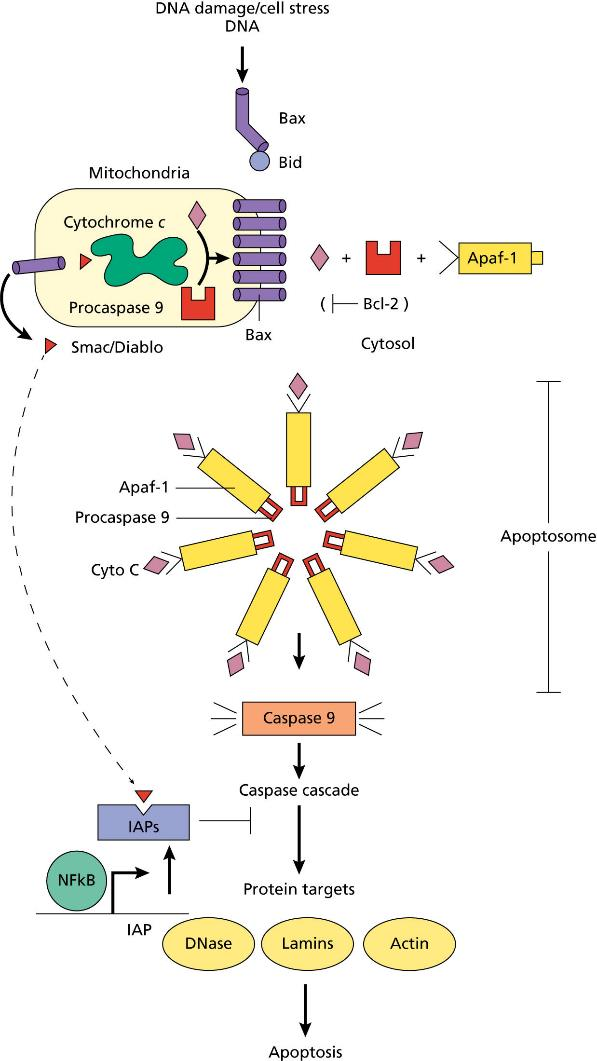 DNA damage/cell stress
DNA
Bax
Bid
Mitochondria
Cytochrome c
Procaspase 9
+
+
Apaf-1
( Bcl-2 )
Bax
Cytosol
Smac/Diablo
Apaf-1
Procaspase 9
Cyto C
Apoptosome
Caspase 9
Caspase cascade
IAPs
NFkB
IAP
Protein targets
DNase
Lamins
Actin
Apoptosis